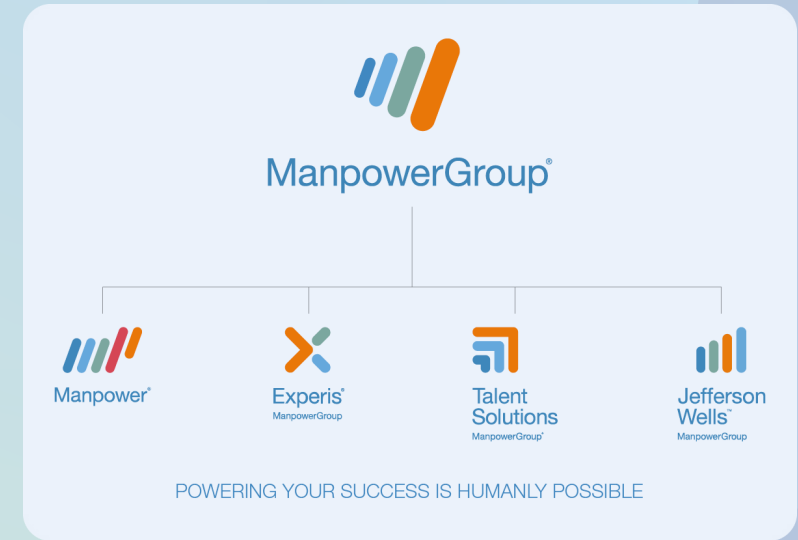 ManpowerGroup®
Manpower®
Experis®
ManpowerGroup
Talent
Solutions
ManpowerGroup®
Jefferson
Wells™
ManpowerGroup
POWERING YOUR SUCCESS IS HUMANLY POSSIBLE